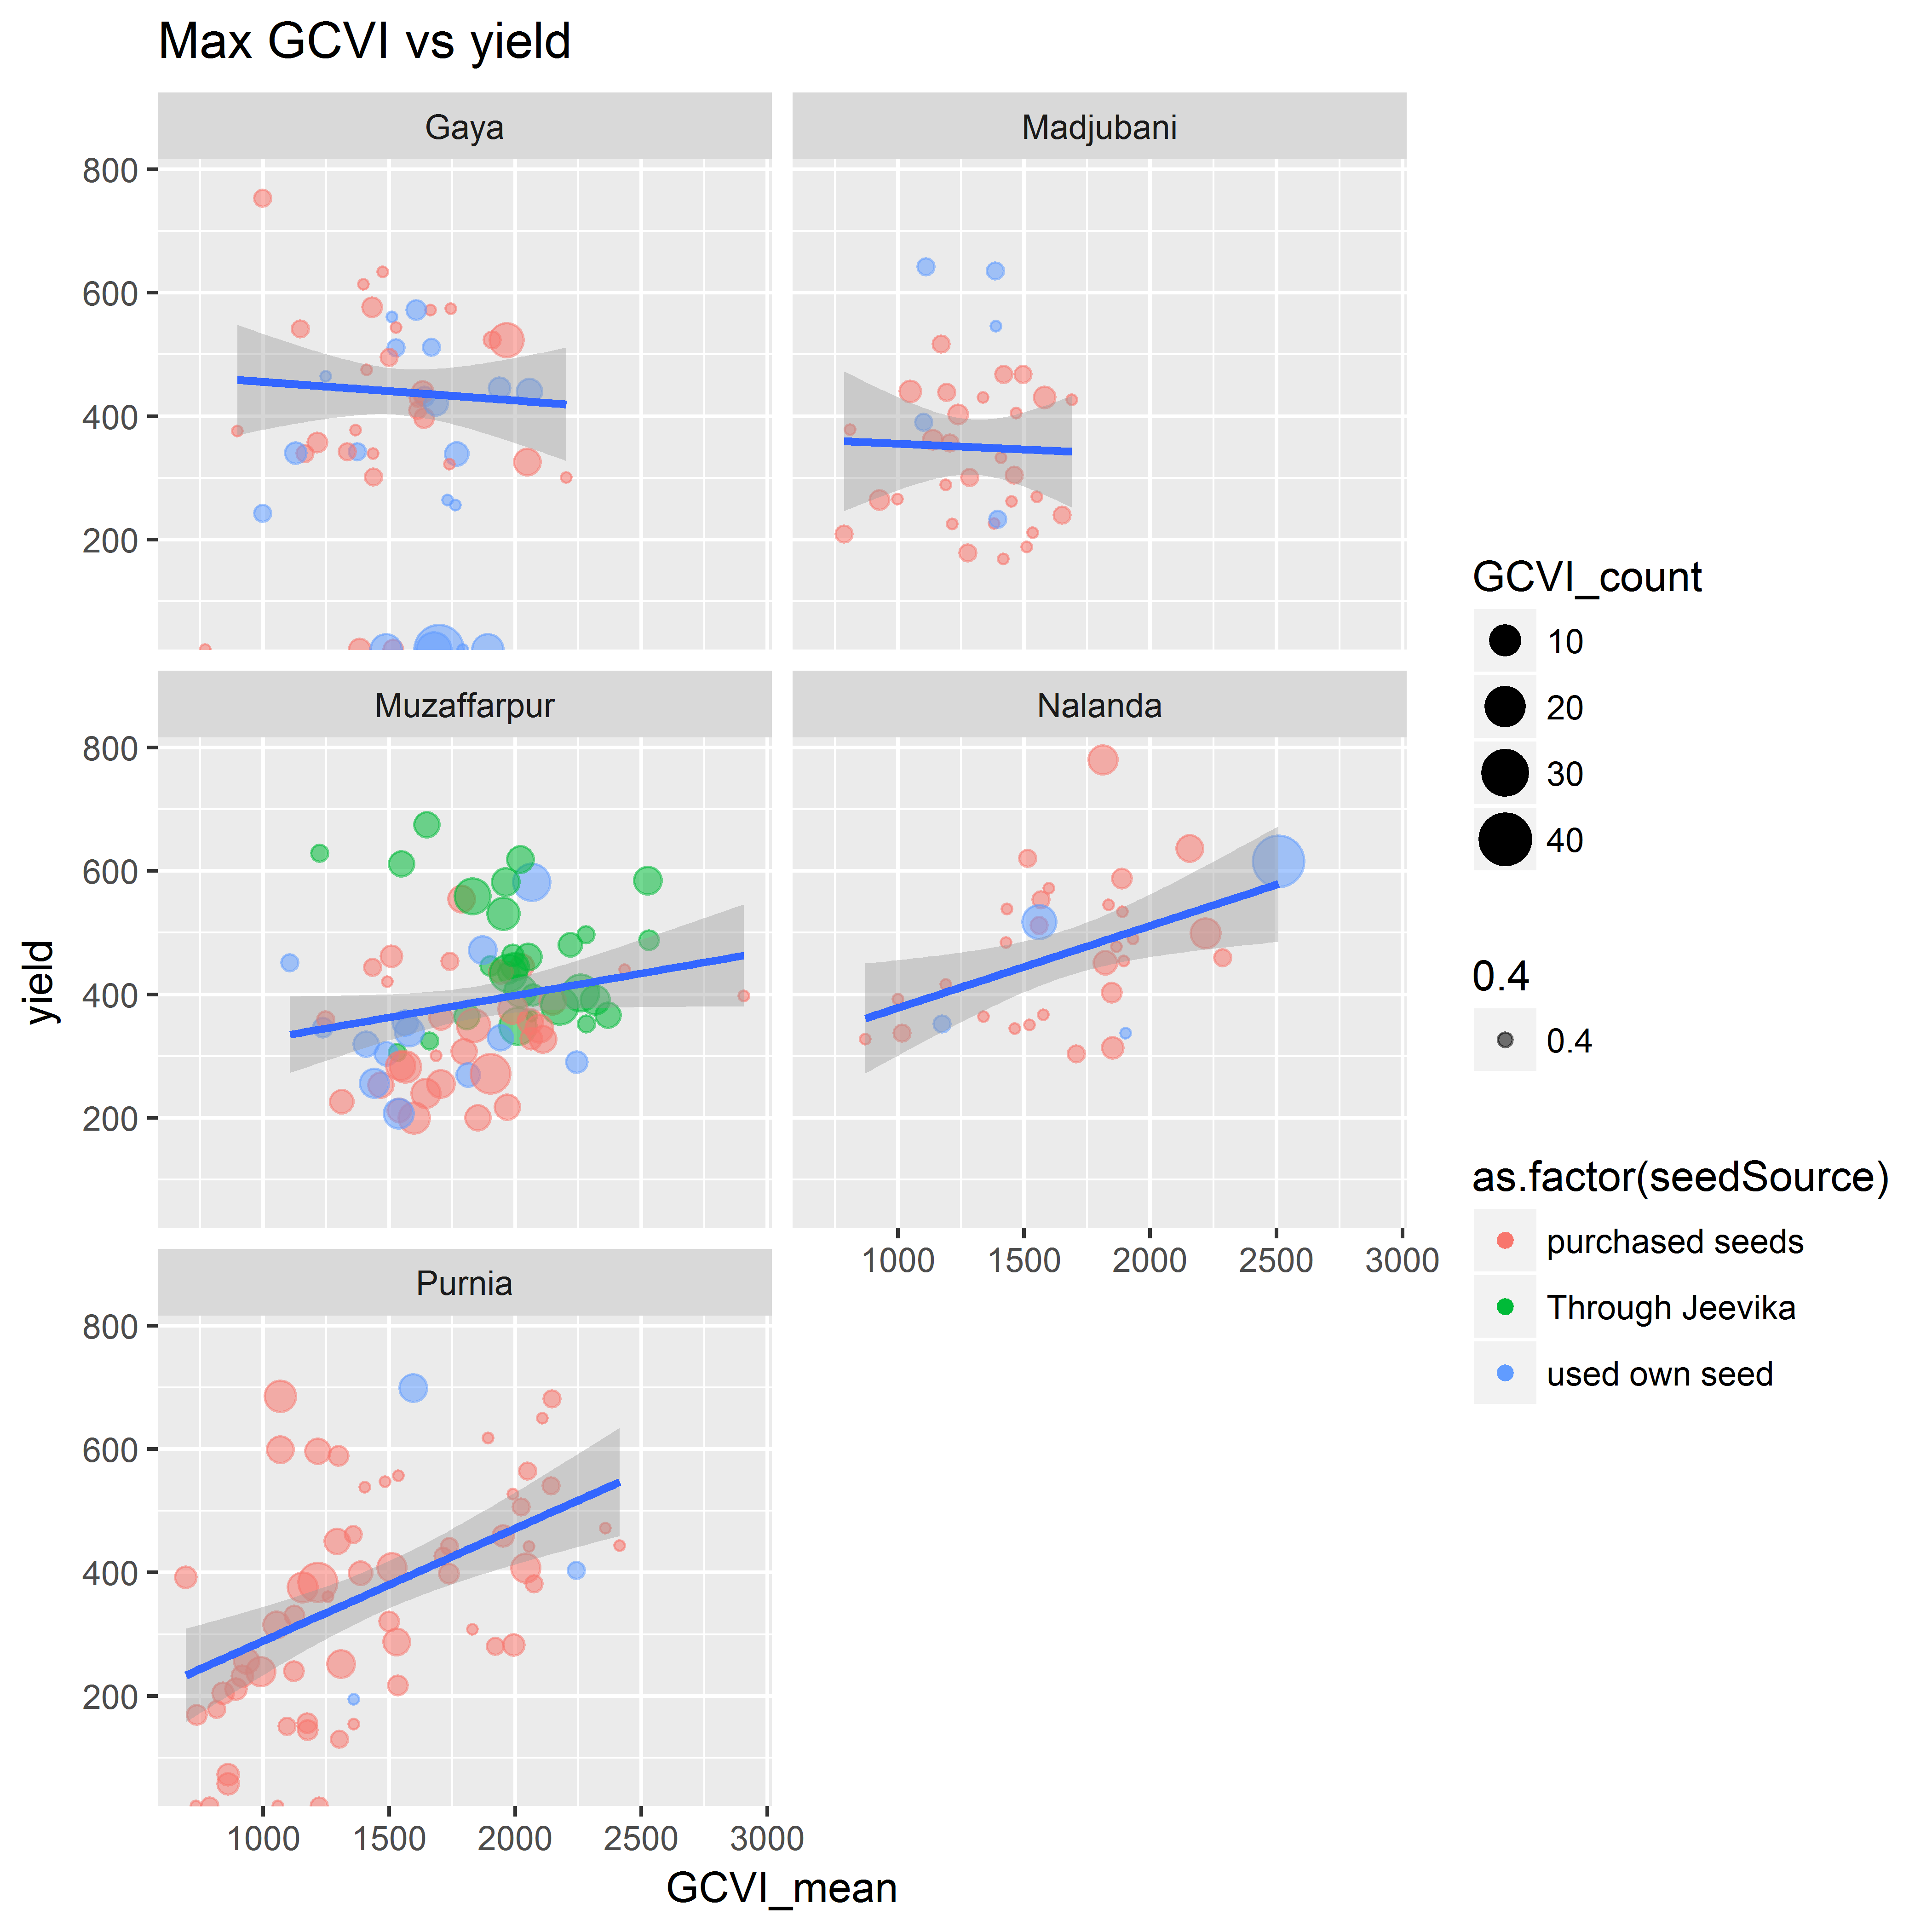 Max GCVI vs yield
Gaya
Madjubani
800
600
400
200
Muzaffarpur
Nalanda
800
600
400
200
1000 1500 2000 2500 3000
Purnia
800
600
400
200
1000 1500 2000 2500 3000
GCVI_mean
yield
GCVI_count
10
20
30
40
0.4
0.4
as.factor(seedSource)
purchased seeds
Through Jeevika
used own seed